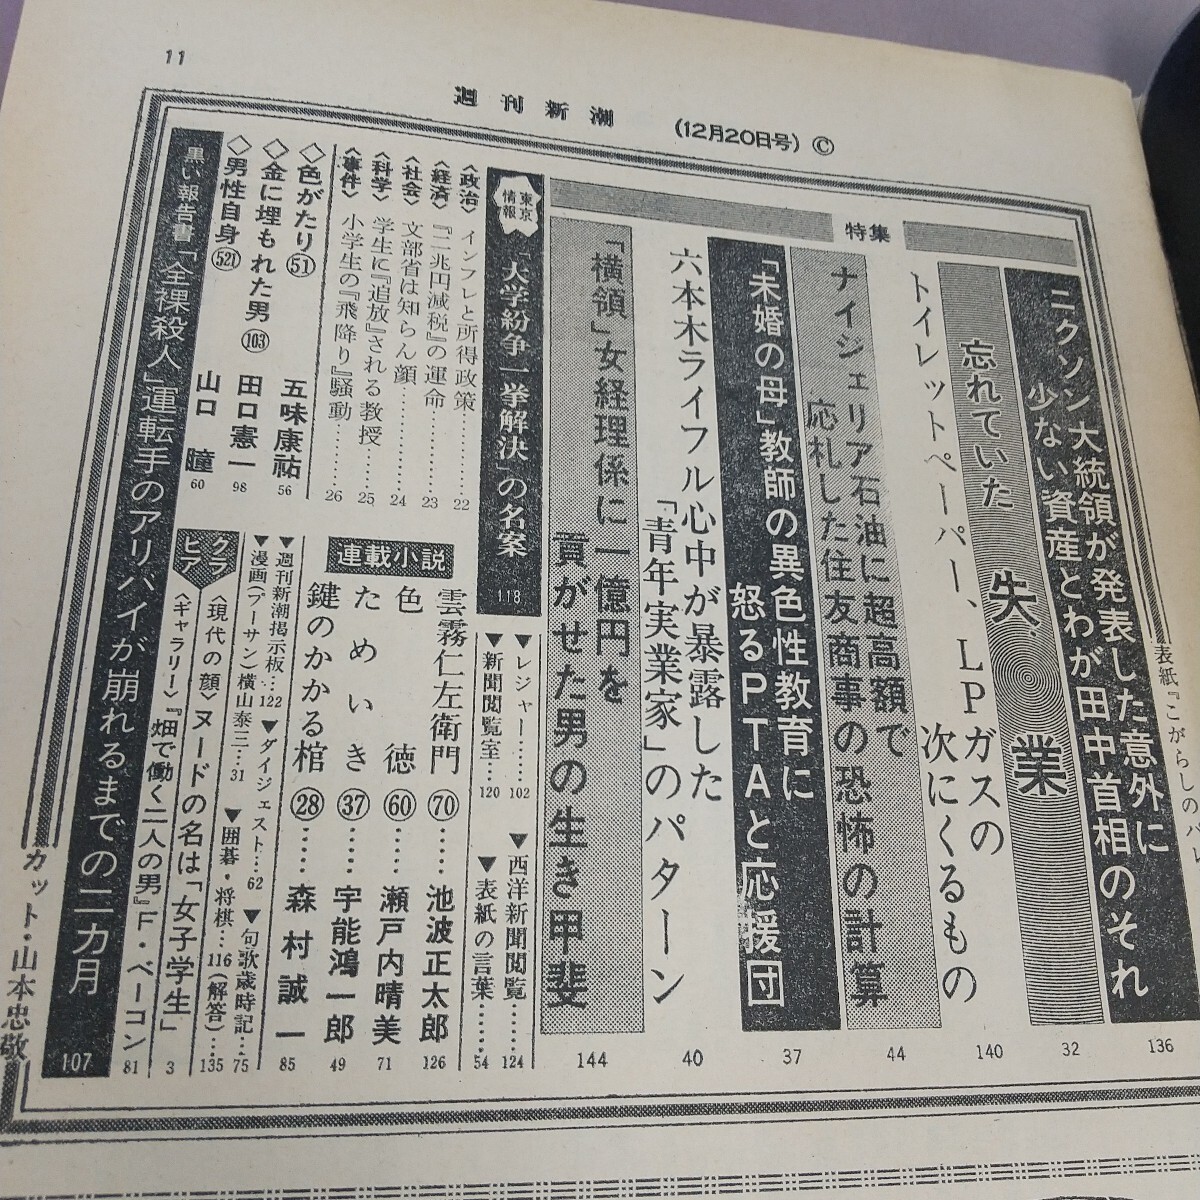 11
週刊新潮
(12月20日号) ©
表紙『こがらしのバレ
特集
ニクソン大統領が発表した意外に
少ない資産とわが田中首相のそれ
136
忘れていた 失業
32
トイレットペーパー、LPガスの
次にくるもの
140
ナイジェリア石油に超高額で
応札した住友商事の恐怖の計算
44
「未婚の母」教師の異色性教育に
怒るPTAと応援団
37
六本木ライフル心中が暴露した
「青年実業家」のパターン
40
「横領」女経理係に一億円を
貢がせた男の生き甲斐
144
東京情報
「大学紛争一挙解決」の名案
118
〈政治〉 インフレと所得政策……22
〈経済〉 『二兆円減税』の運命……23
〈社会〉 文部省は知らん顔……24
〈科学〉 学生に『追放』される教授……25
〈事件〉 小学生の『飛降り』騒動……26
▼レジャー……102
▼西洋新聞閲覧……124
▼新聞閲覧室……120
▼表紙の言葉……54
◇色がたり (51) 五味康祐 56
◇金に埋もれた男 (103) 田口憲一 98
◇男性自身 (521) 山口瞳 60
連載小説
雲霧仁左衛門 (70)……池波正太郎 126
色徳 (60)……瀬戸内晴美 71
ためいき (37)……宇能鴻一郎 49
鍵のかかる棺 (28)……森村誠一 85
▼週刊新潮掲示板…122
▼ダイジェスト…62
▼句歌歳時記…75
▼漫画(プーサン)横山泰三…31
▼囲碁・将棋…116(解答)…135
グラビア
〈現代の顔〉ヌードの名は「女子学生」
3
〈ギャラリー〉『畑で働く二人の男』F・ベーコン
81
黒い報告書
「全裸殺人」運転手のアリバイが崩れるまでの二カ月
107
カット・山本忠敬